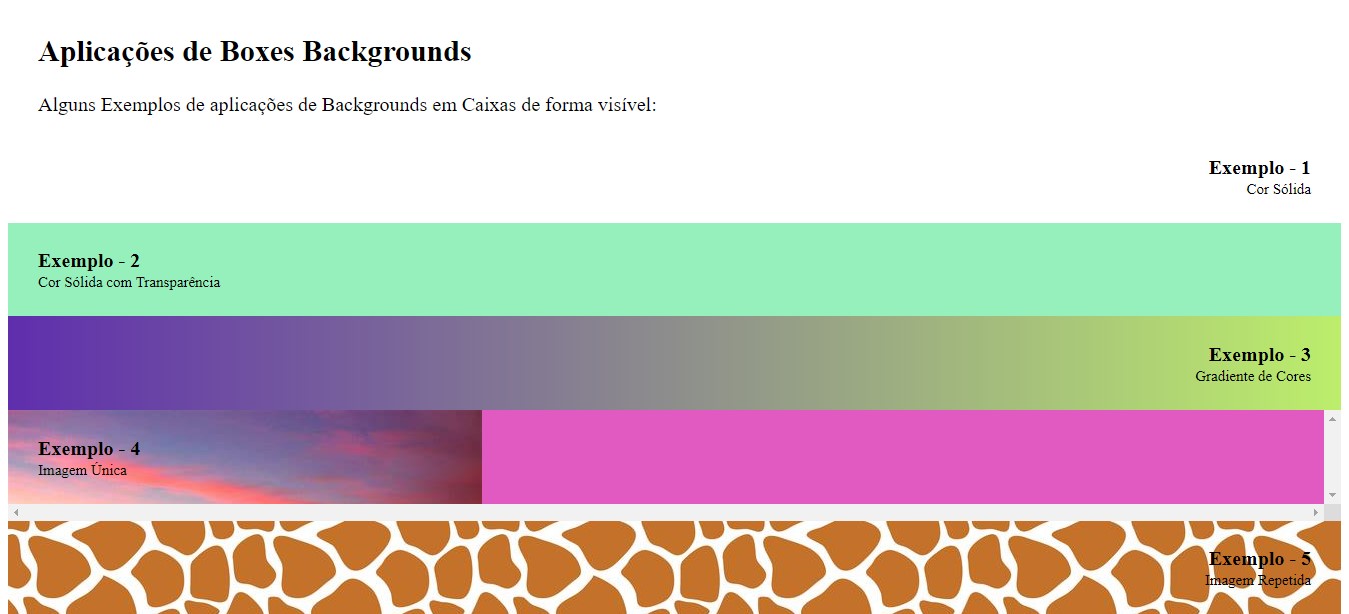 Aplicações de Boxes Backgrounds
Alguns Exemplos de aplicações de Backgrounds em Caixas de forma visível:
Exemplo - 1
Cor Sólida
Exemplo - 2
Cor Sólida com Transparência
Exemplo - 3
Gradiente de Cores
Exemplo - 4
Imagem Única
Exemplo - 5
Imagem Repetida